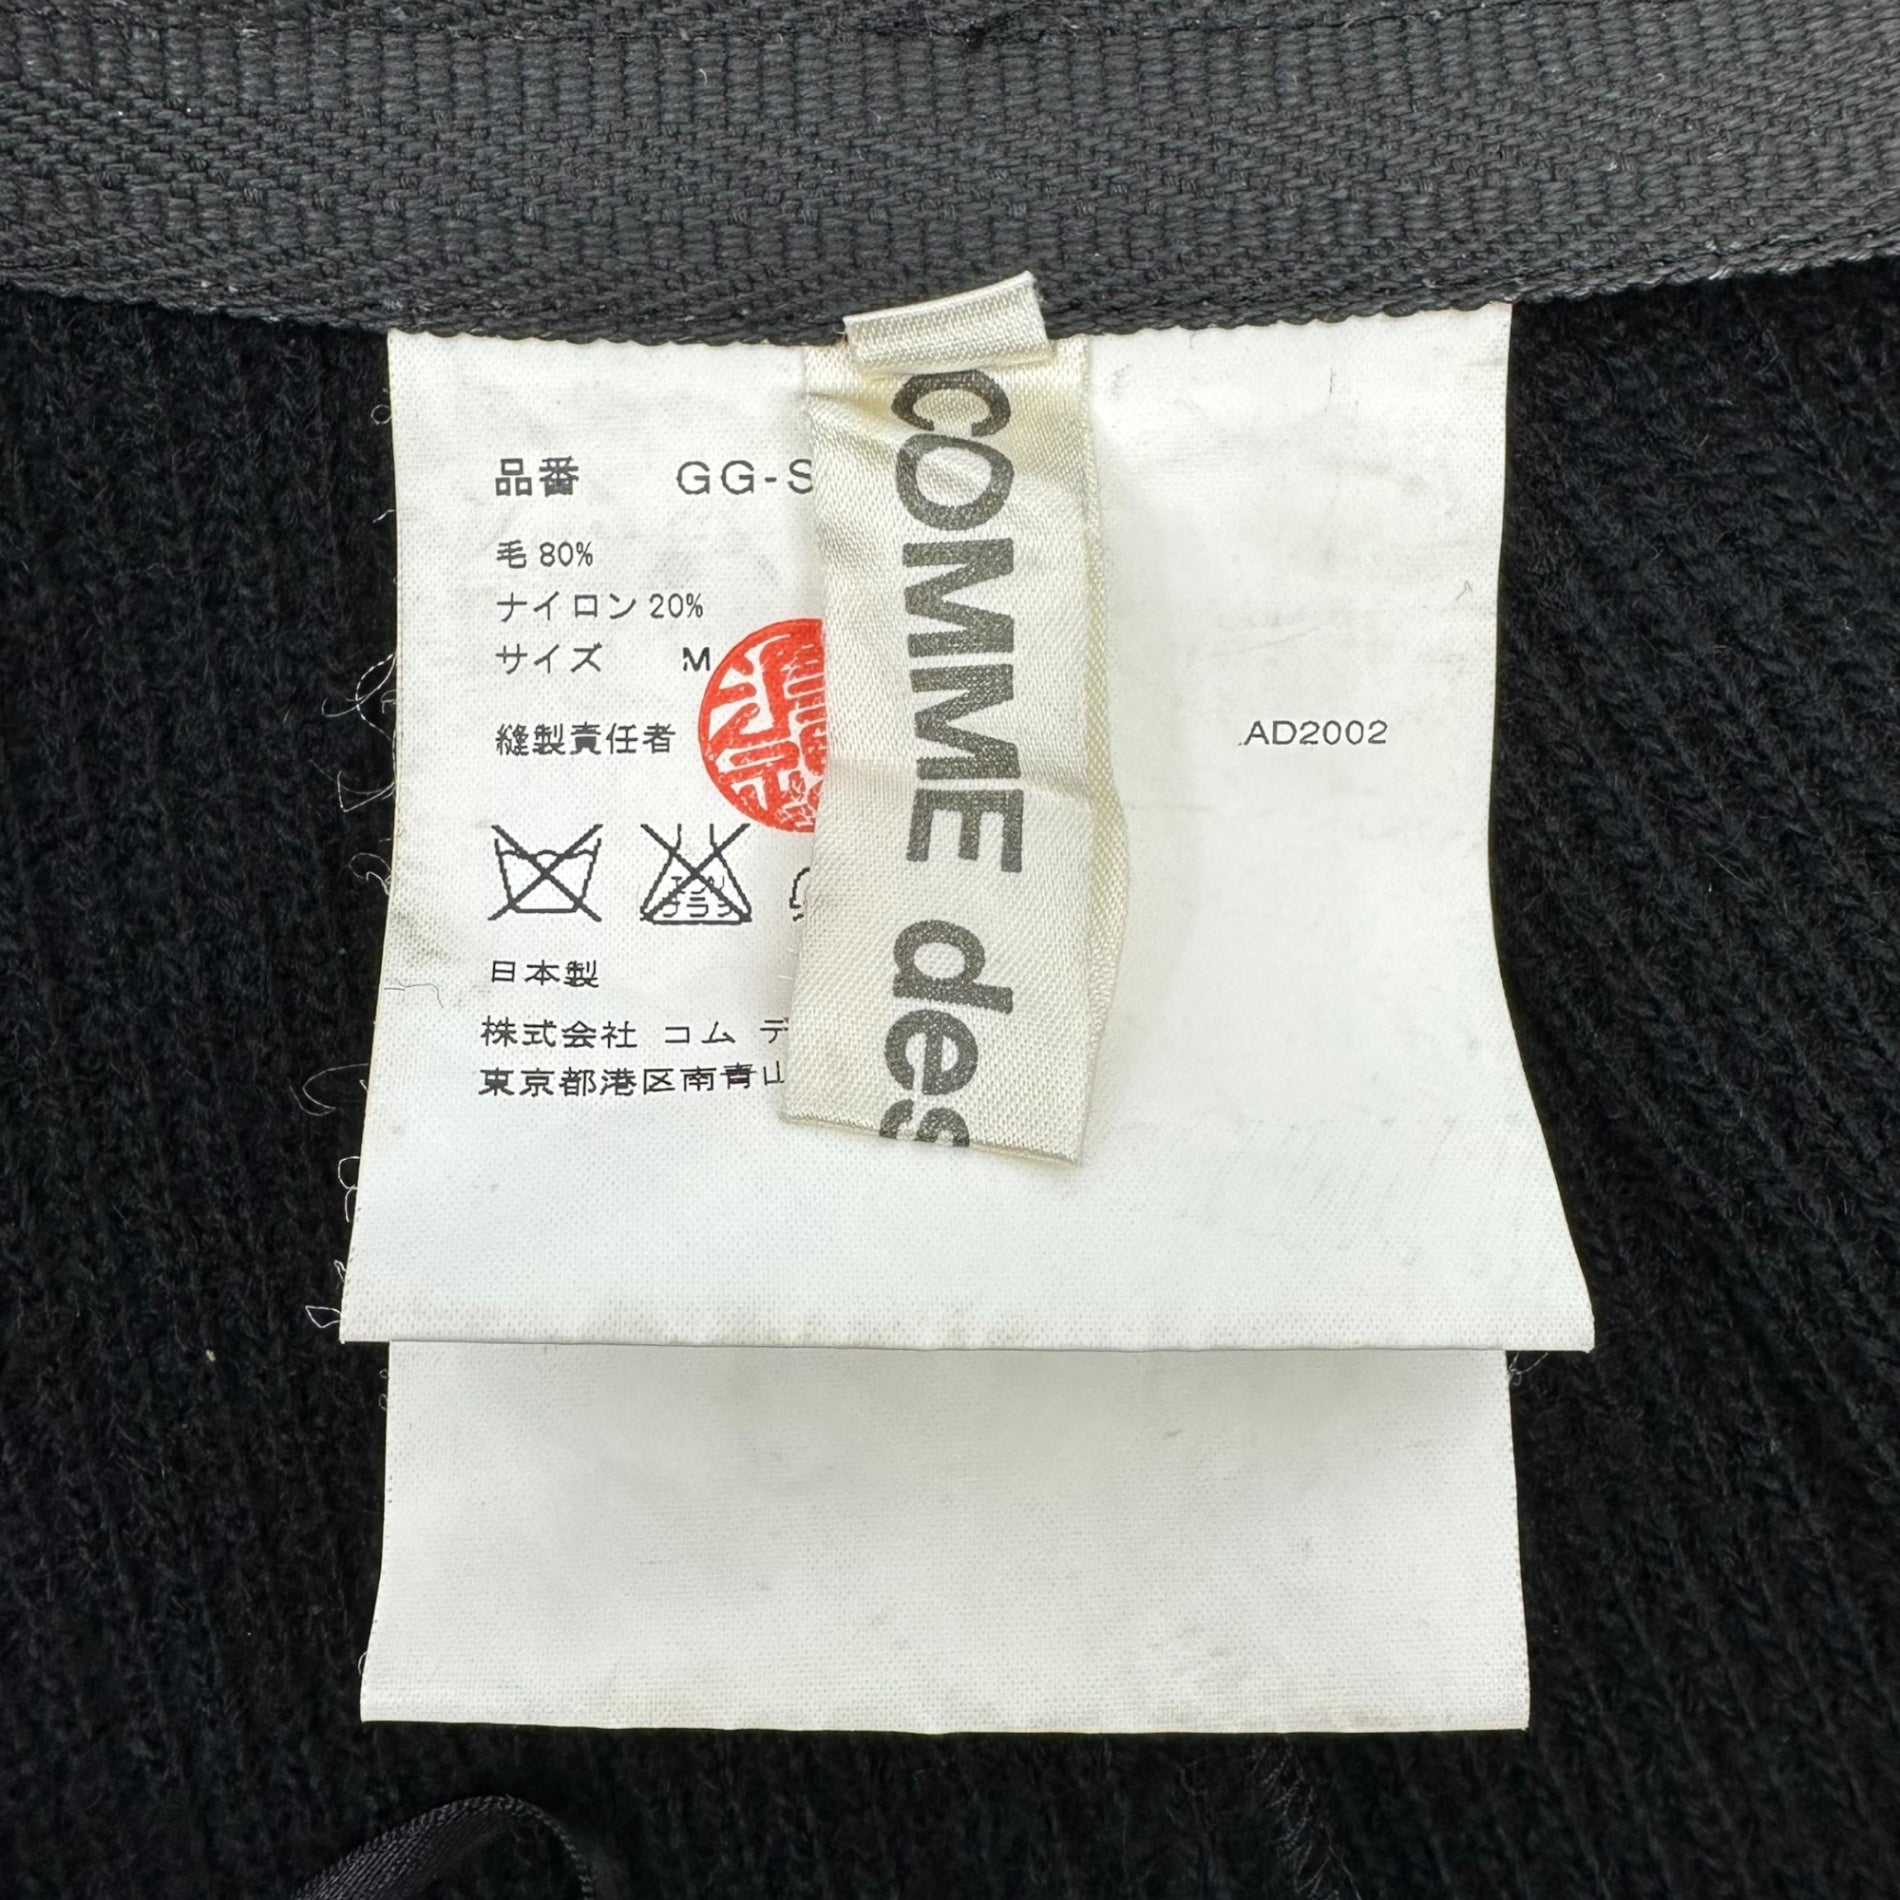 品番 GG-S
毛 80%
ナイロン 20%
サイズ M
縫製責任者
AD2002
日本製
株式会社 コム デ
東京都港区南青山
COMME des